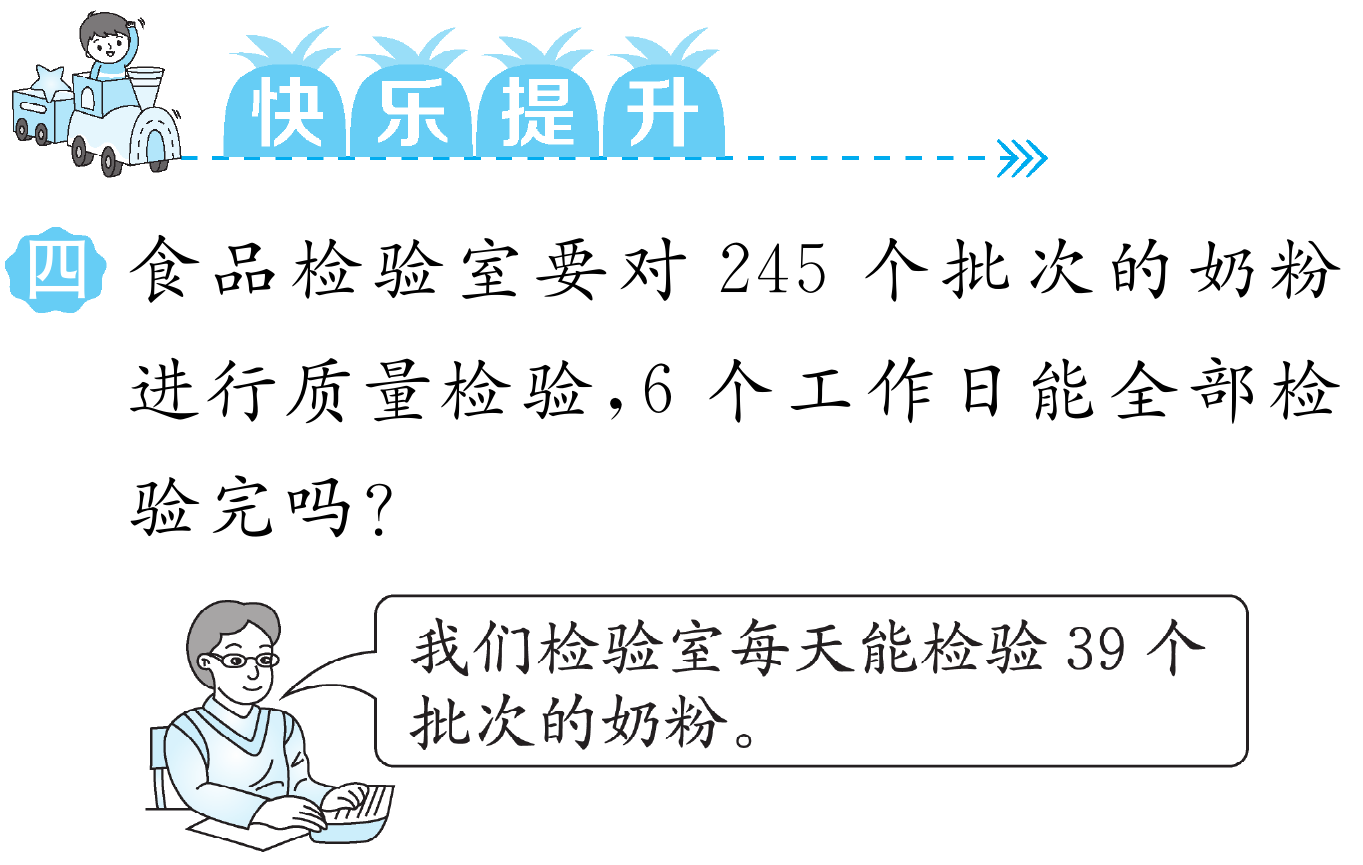 快乐提升
四 食品检验室要对 245 个批次的奶粉
进行质量检验,6 个工作日能全部检
验完吗?
我们检验室每天能检验 39 个
批次的奶粉。